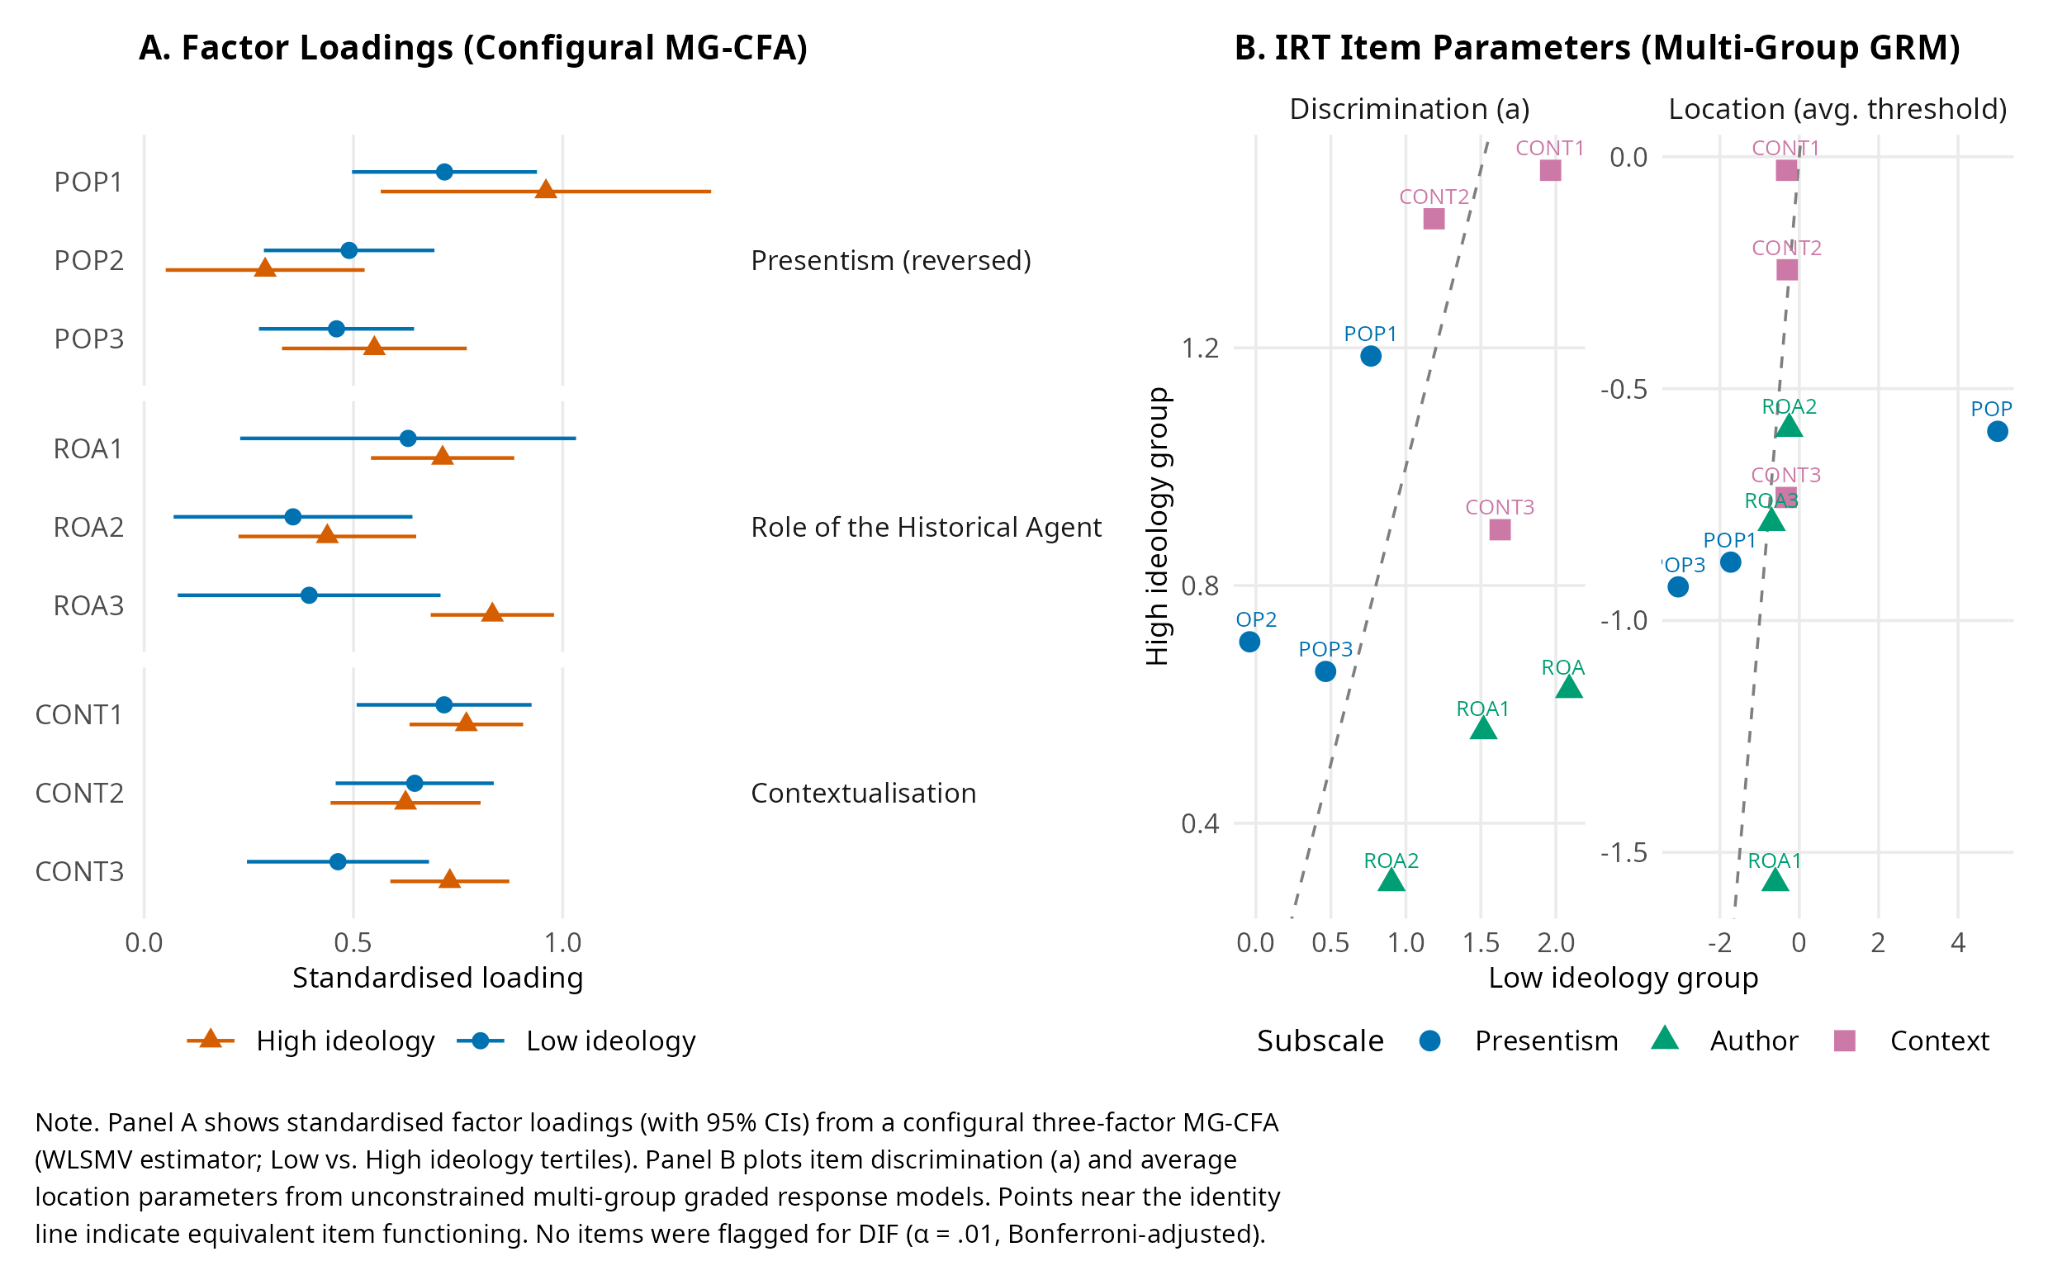 A. Factor Loadings (Configural MG-CFA)
POP1
POP2
POP3
Presentism (reversed)
ROA1
ROA2
ROA3
Role of the Historical Agent
CONT1
CONT2
CONT3
Contextualisation
0.0 0.5 1.0
Standardised loading
High ideology Low ideology
B. IRT Item Parameters (Multi-Group GRM)
Discrimination (a)
Location (avg. threshold)
High ideology group
1.2
0.8
0.4
CONT1
CONT2
POP1
CONT3
OP2
POP3
ROA
ROA1
ROA2
0.0 0.5 1.0 1.5 2.0
0.0
-0.5
-1.0
-1.5
CONT1
CONT2
ROA2
POP
CONT3
ROA3
POP1
OP3
ROA1
-2 0 2 4
Low ideology group
Subscale Presentism Author Context
Note. Panel A shows standardised factor loadings (with 95% CIs) from a configural three-factor MG-CFA
(WLSMV estimator; Low vs. High ideology tertiles). Panel B plots item discrimination (a) and average
location parameters from unconstrained multi-group graded response models. Points near the identity
line indicate equivalent item functioning. No items were flagged for DIF (α = .01, Bonferroni-adjusted).